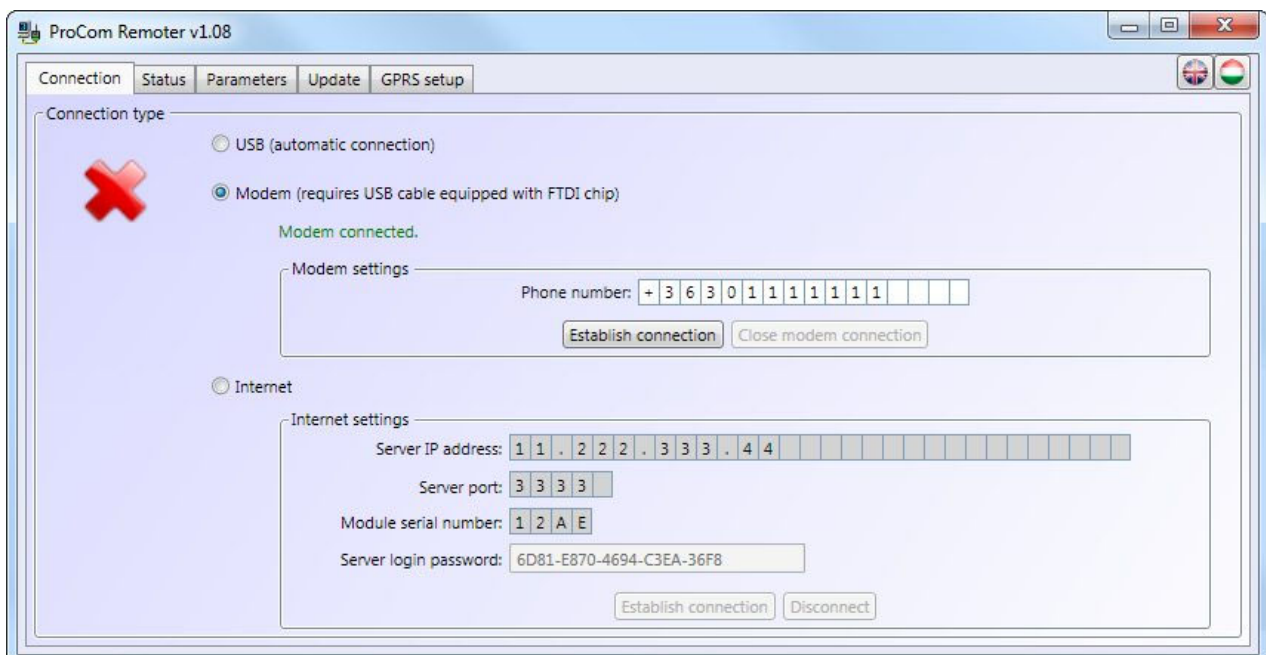 ProCom Remoter v1.08
Connection Status Parameters Update GPRS setup
Connection type
USB (automatic connection)
Modem (requires USB cable equipped with FTDI chip)
Modem connected.
Modem settings
Phone number: +36301111111
Establish connection Close modem connection
Internet
Internet settings
Server IP address: 11.222.333.44
Server port: 3333
Module serial number: 12AE
Server login password: 6D81-E870-4694-C3EA-36F8
Establish connection Disconnect